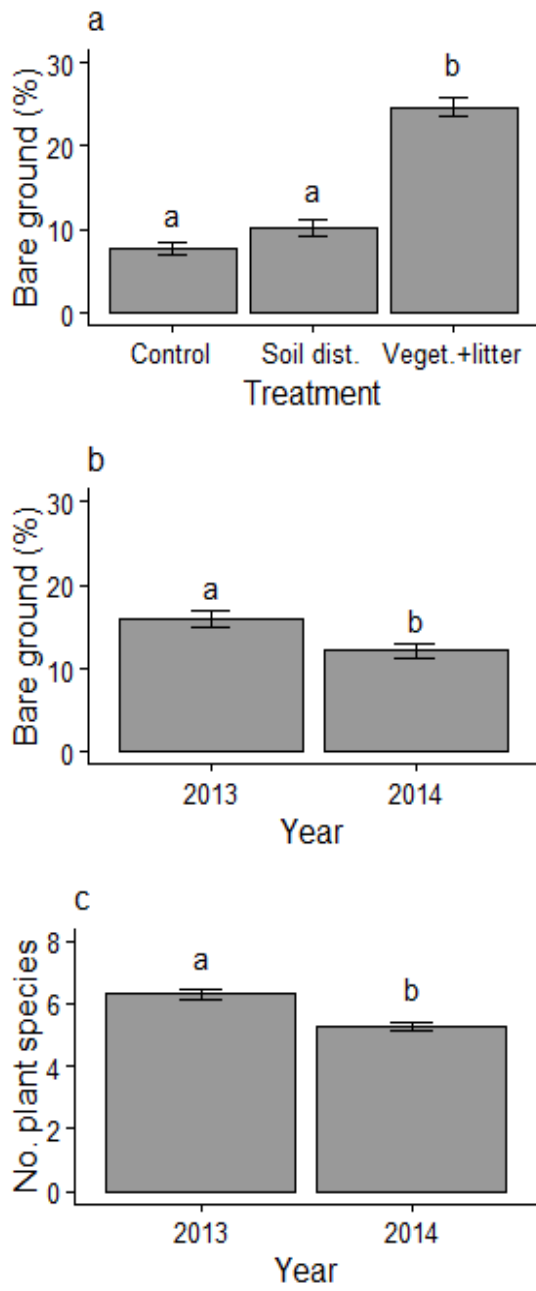 a
Bare ground (%)
30
20
10
0
a
a
b
Control Soil dist. Veget.+litter
Treatment
b
Bare ground (%)
30
20
10
0
a
b
2013 2014
Year
c
No. plant species
8
6
4
2
0
a
b
2013 2014
Year